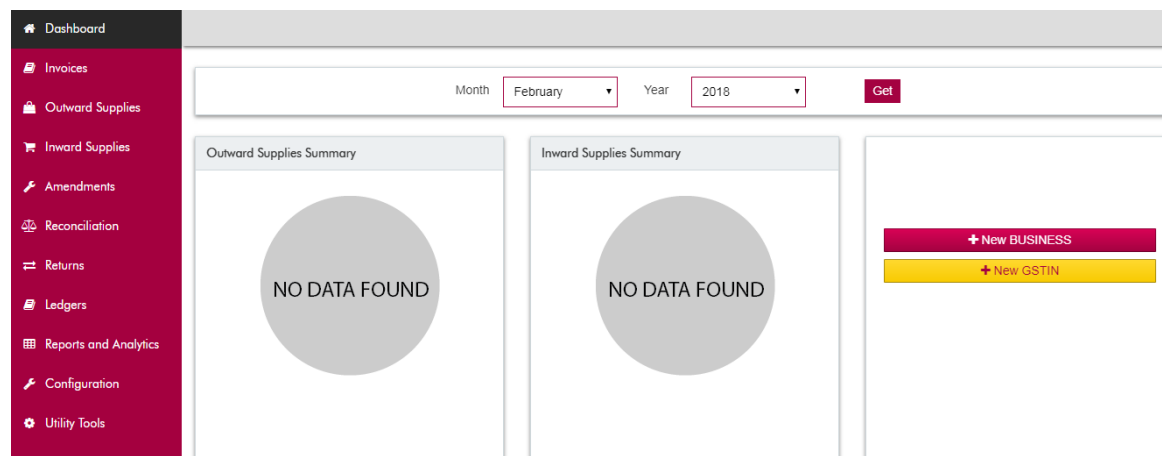 Dashboard
Invoices
Outward Supplies
Inward Supplies
Amendments
Reconciliation
Returns
Ledgers
Reports and Analytics
Configuration
Utility Tools
Month February Year 2018 Get
Outward Supplies Summary
NO DATA FOUND
Inward Supplies Summary
NO DATA FOUND
+ New BUSINESS
+ New GSTIN